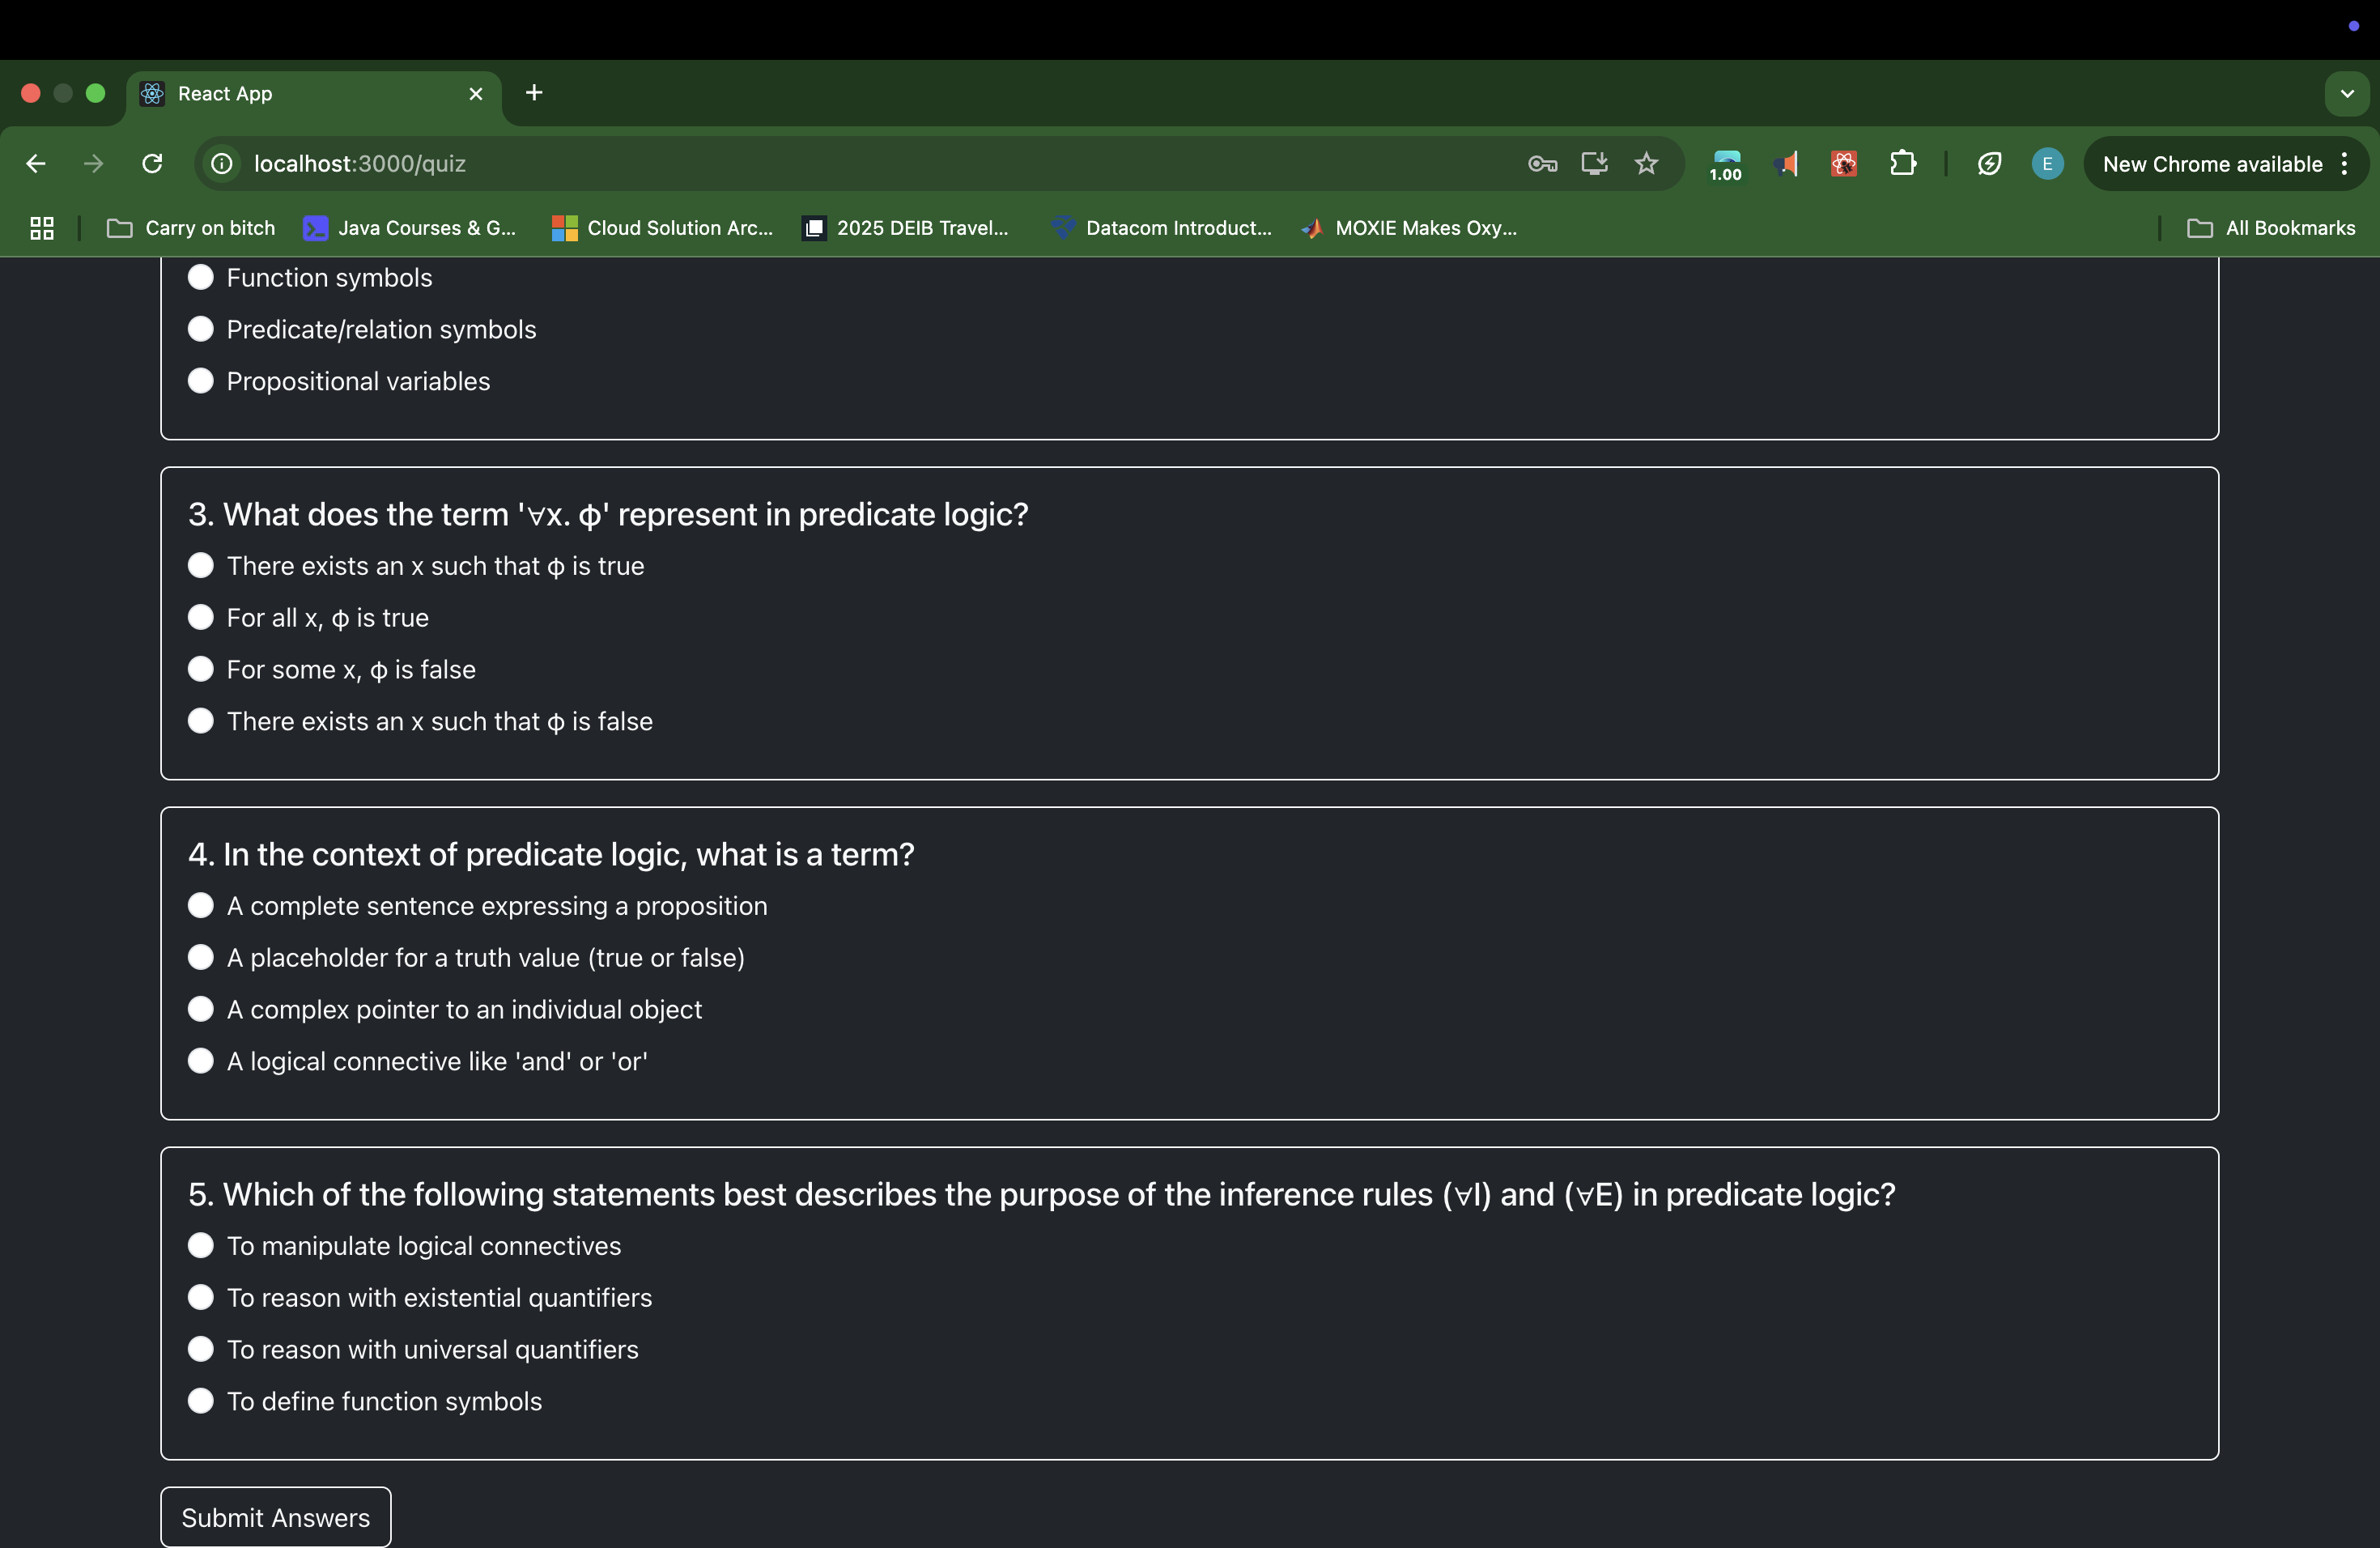 React App
localhost:3000/quiz
1.00
E
New Chrome available
Carry on bitch
Java Courses & G...
Cloud Solution Arc...
2025 DEIB Travel...
Datacom Introduct...
MOXIE Makes Oxy...
All Bookmarks
Function symbols
Predicate/relation symbols
Propositional variables
3. What does the term '∀x. ϕ' represent in predicate logic?
There exists an x such that ϕ is true
For all x, ϕ is true
For some x, ϕ is false
There exists an x such that ϕ is false
4. In the context of predicate logic, what is a term?
A complete sentence expressing a proposition
A placeholder for a truth value (true or false)
A complex pointer to an individual object
A logical connective like 'and' or 'or'
5. Which of the following statements best describes the purpose of the inference rules (∀I) and (∀E) in predicate logic?
To manipulate logical connectives
To reason with existential quantifiers
To reason with universal quantifiers
To define function symbols
Submit Answers